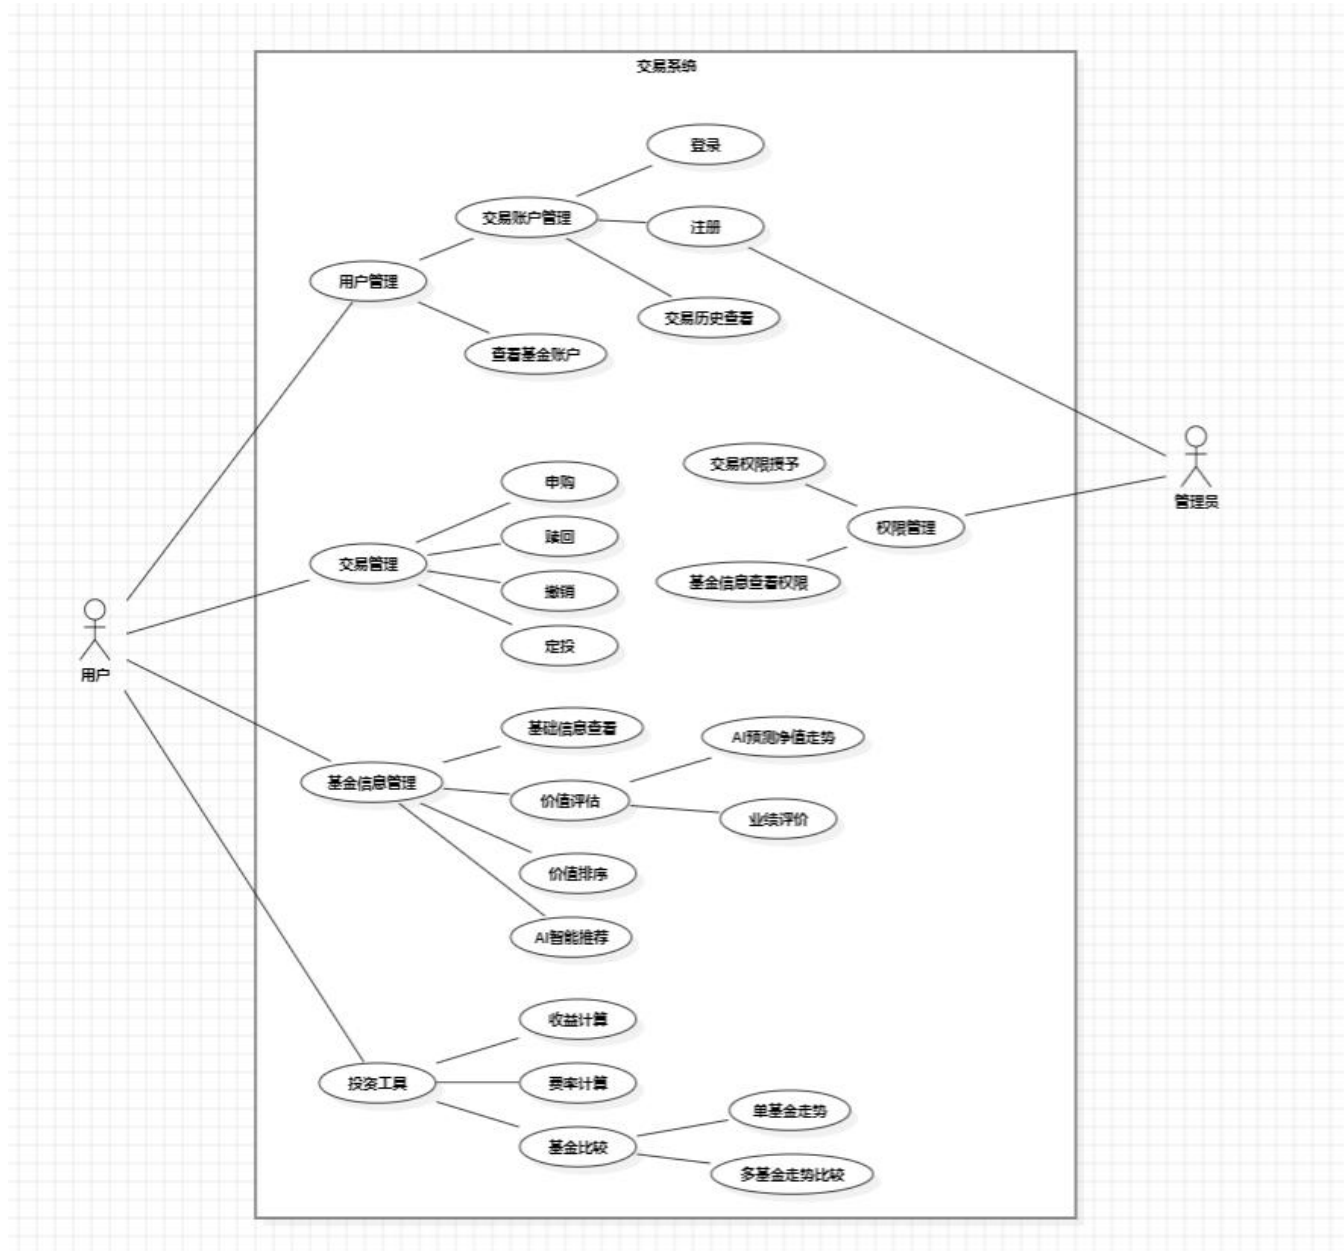 交易系统
登录
交易账户管理
注册
用户管理
交易历史查看
查看基金账户
交易权限授予
申购
管理员
权限管理
赎回
交易管理
基金信息查看权限
撤销
定投
用户
基础信息查看
AI预测净值走势
基金信息管理
价值评估
业绩评价
价值排序
AI智能推荐
收益计算
投资工具
费率计算
单基金走势
基金比较
多基金走势比较